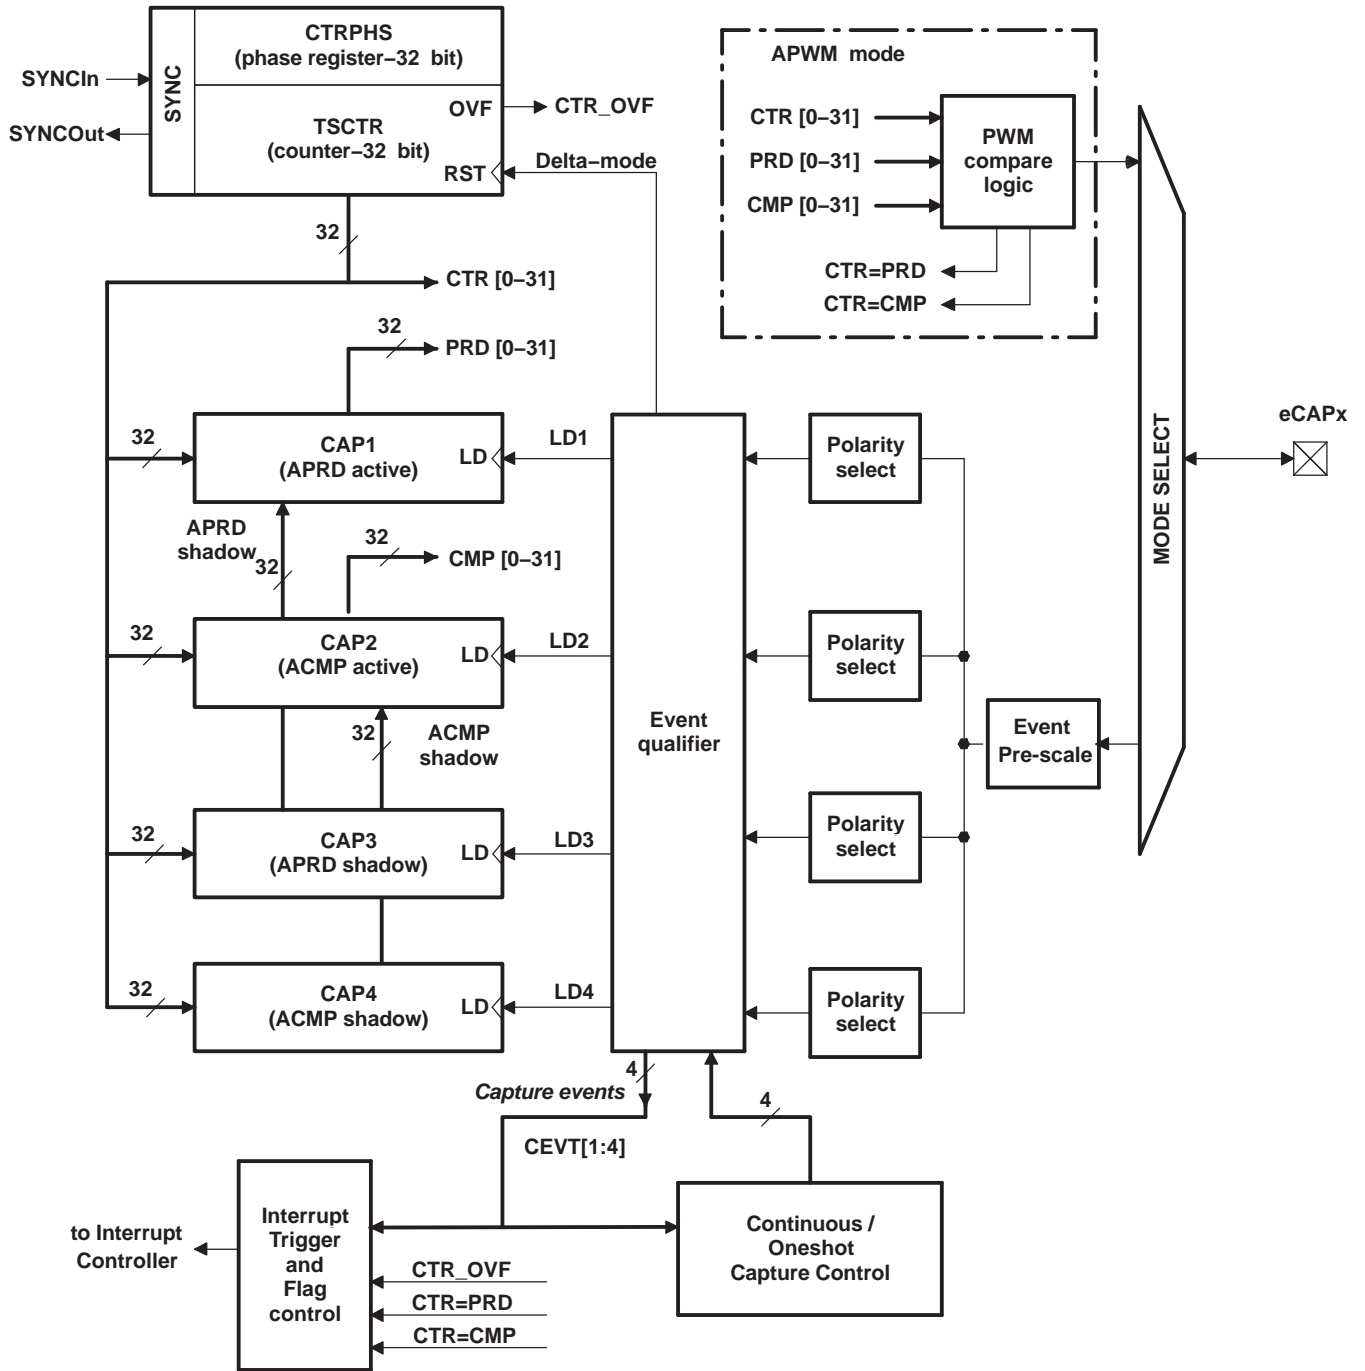 CTRPHS
(phase register−32 bit)
SYNC
SYNCIn
SYNCOut
OVF
CTR_OVF
TSCTR
(counter−32 bit)
RST
Delta−mode
32
CTR [0−31]
32
PRD [0−31]
APWM mode
CTR [0−31]
PRD [0−31]
CMP [0−31]
PWM
compare
logic
CTR=PRD
CTR=CMP
MODE SELECT
eCAPx
32
CAP1
(APRD active)
LD
LD1
Polarity
select
APRD
shadow
32
32
CMP [0−31]
32
CAP2
(ACMP active)
LD
LD2
Polarity
select
32
ACMP
shadow
Event
qualifier
Event
Pre-scale
32
CAP3
(APRD shadow)
LD
LD3
Polarity
select
32
CAP4
(ACMP shadow)
LD
LD4
Polarity
select
4
Capture events
CEVT[1:4]
4
to Interrupt
Controller
Interrupt
Trigger
and
Flag
control
CTR_OVF
CTR=PRD
CTR=CMP
Continuous /
Oneshot
Capture Control